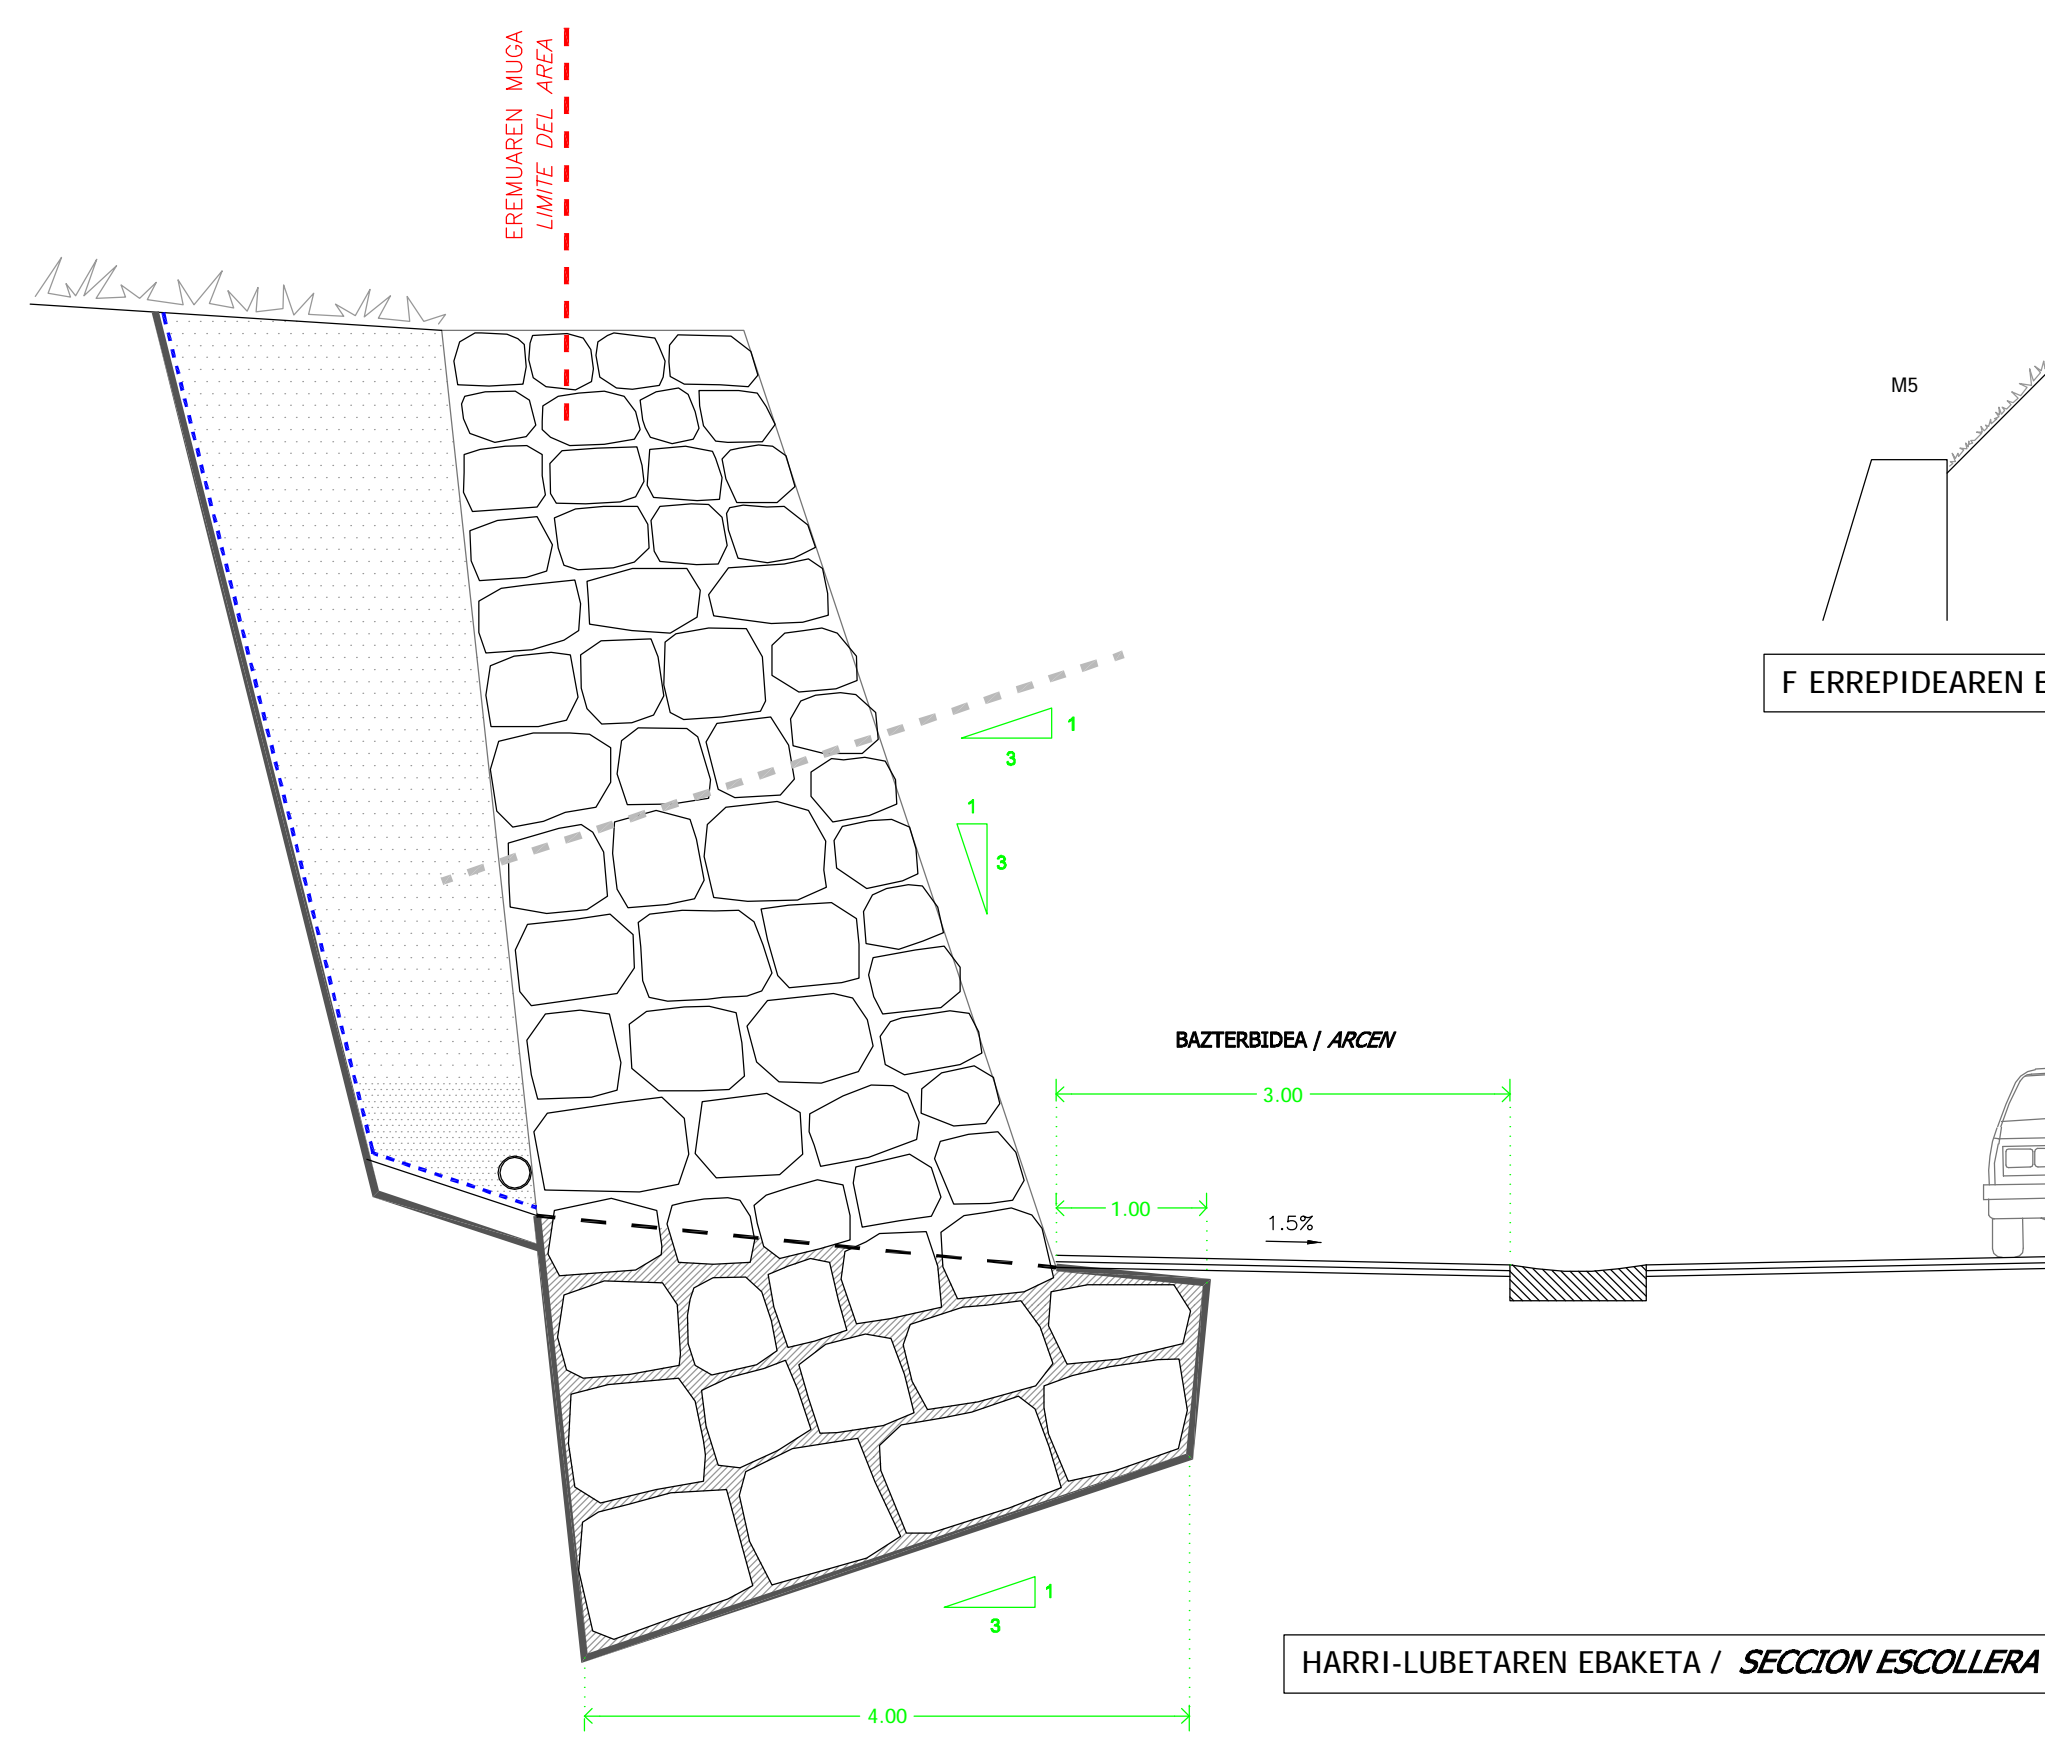 EREMUAREN MUGA
LIMITE DEL AREA
M5
F ERREPIDEAREN E
1
3
1
3
BAZTERBIDEA / ARCEN
3.00
1.00
1.5%
1
3
HARRI-LUBETAREN EBAKETA / SECCION ESCOLLERA
4.00